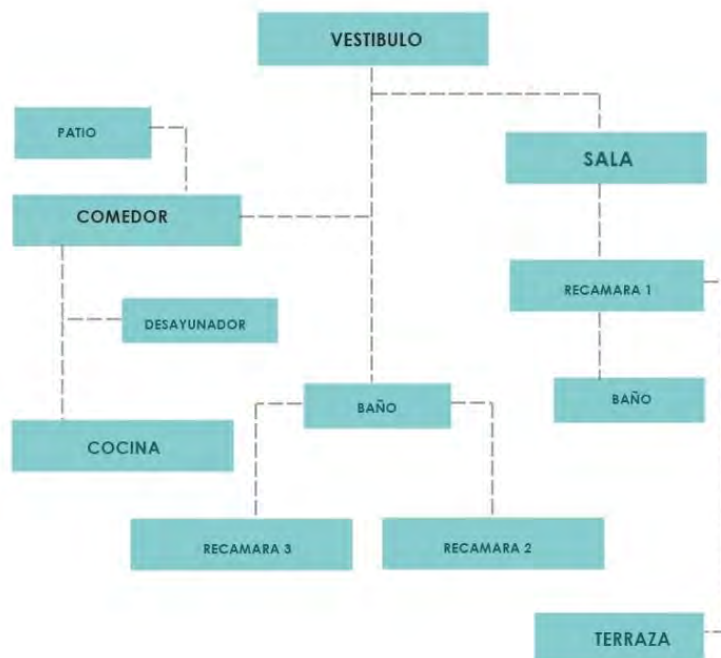 VESTIBULO
PATIO
SALA
COMEDOR
RECAMARA 1
DESAYUNADOR
BAÑO
BAÑO
COCINA
RECAMARA 3
RECAMARA 2
TERRAZA